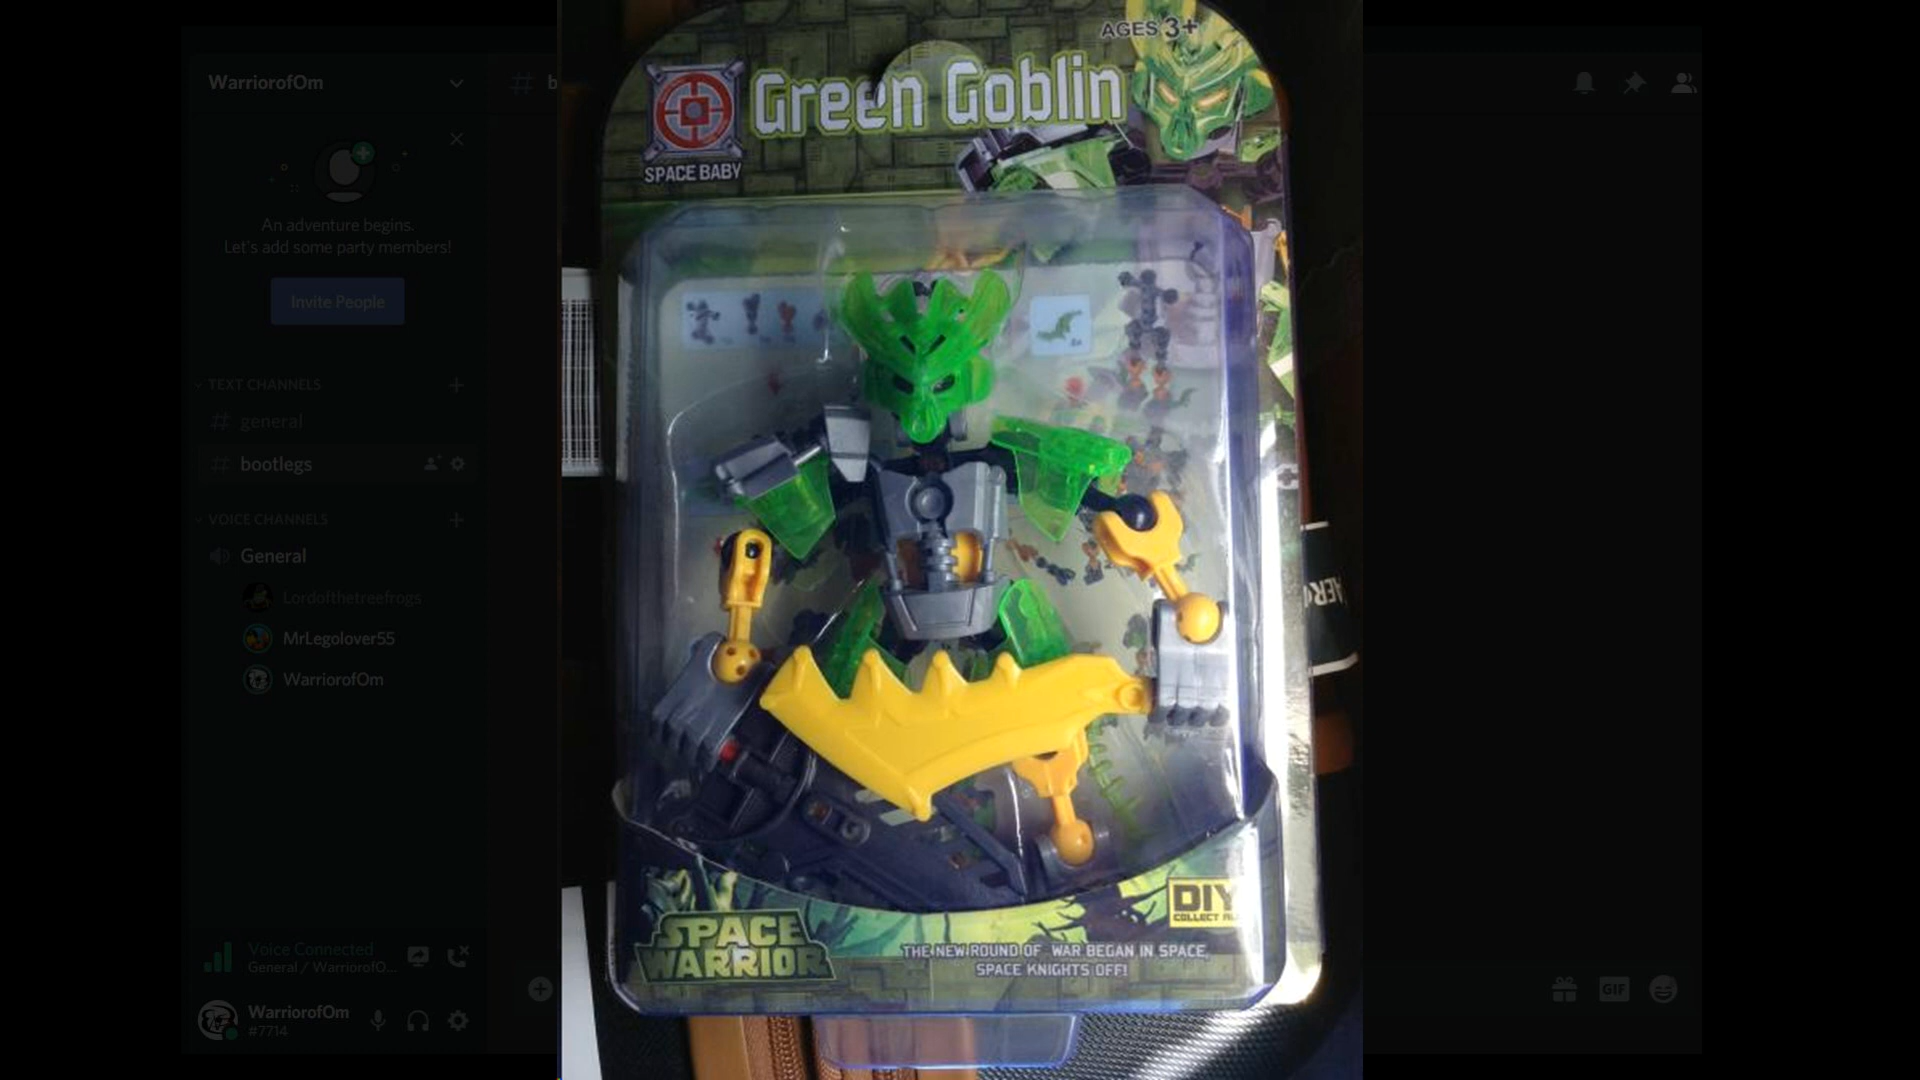 WarriorofOm
An adventure begins.
Let's add some party members!
Invite People
TEXT CHANNELS
general
bootlegs
VOICE CHANNELS
General
Lordofthetreefrogs
MrLegolover55
WarriorofOm
Voice Connected
General / WarriorofO...
WarriorofOm
#7714
# b
AGES 3+
Green Goblin
SPACE BABY
SPACE
WARRIOR
DIY
THE NEW ROUND OF WAR BEGAN IN SPACE,
SPACE KNIGHTS OFF!
GIF